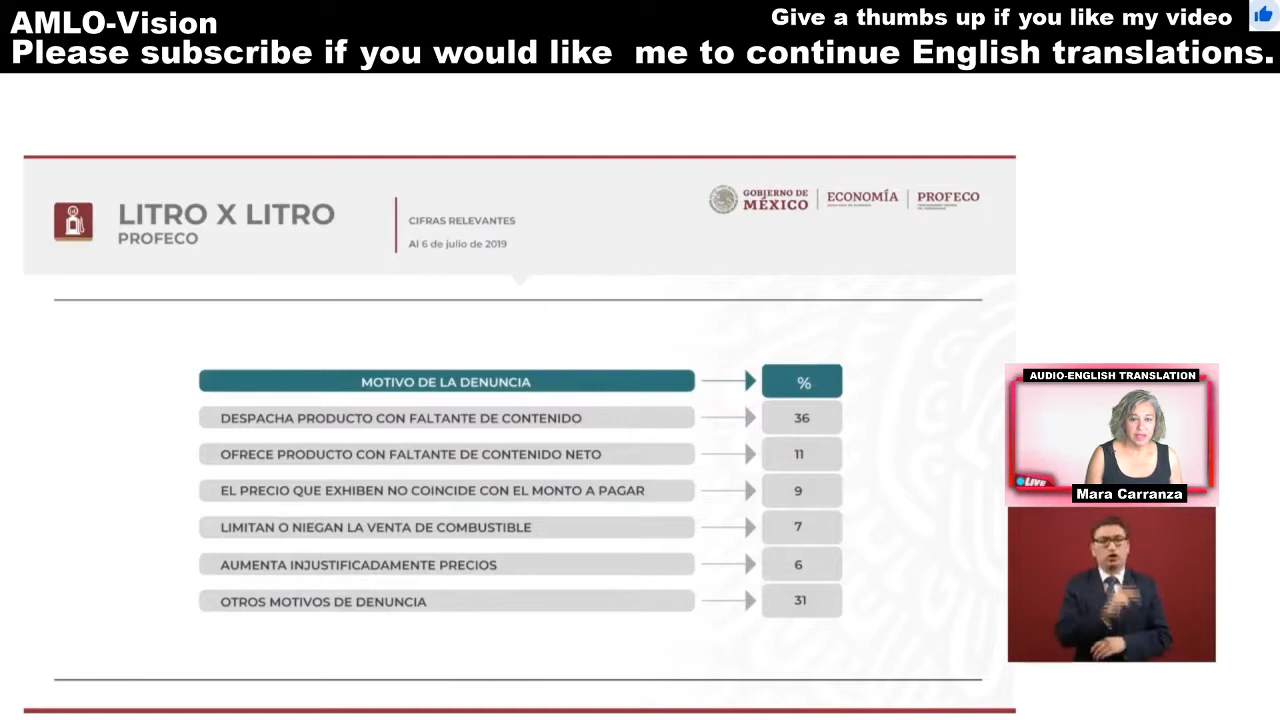 AMLO-Vision
Give a thumbs up if you like my video
Please subscribe if you would like me to continue English translations.
LITRO X LITRO
PROFECO
CIFRAS RELEVANTES
Al 6 de julio de 2019
GOBIERNO DE
MÉXICO
ECONOMÍA
PROFECO
MOTIVO DE LA DENUNCIA %
DESPACHA PRODUCTO CON FALTANTE DE CONTENIDO 36
OFRECE PRODUCTO CON FALTANTE DE CONTENIDO NETO 11
EL PRECIO QUE EXHIBEN NO COINCIDE CON EL MONTO A PAGAR 9
LIMITAN O NIEGAN LA VENTA DE COMBUSTIBLE 7
AUMENTA INJUSTIFICADAMENTE PRECIOS 6
OTROS MOTIVOS DE DENUNCIA 31
AUDIO-ENGLISH TRANSLATION
LIVE
Mara Carranza